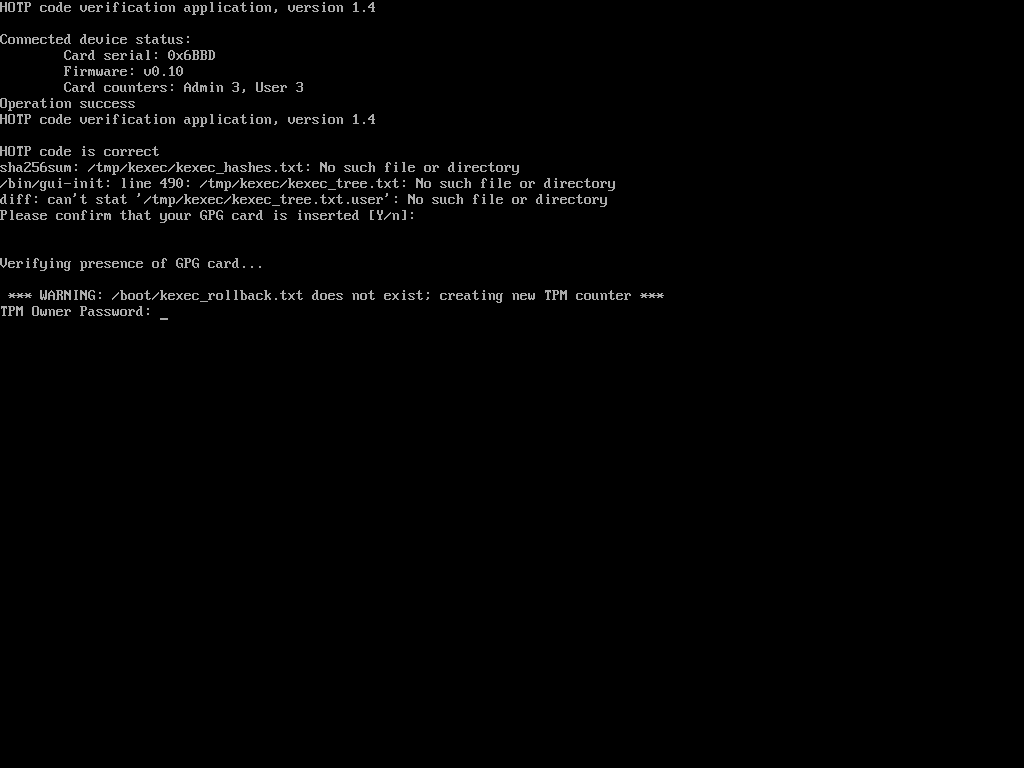 HOTP code verification application, version 1.4
Connected device status:
Card serial: 0x6BBD
Firmware: v0.10
Card counters: Admin 3, User 3
Operation success
HOTP code verification application, version 1.4
HOTP code is correct
sha256sum: /tmp/kexec/kexec_hashes.txt: No such file or directory
/bin/gui-init: line 490: /tmp/kexec/kexec_tree.txt: No such file or directory
diff: can't stat '/tmp/kexec/kexec_tree.txt.user': No such file or directory
Please confirm that your GPG card is inserted [Y/n]:
Verifying presence of GPG card...
*** WARNING: /boot/kexec_rollback.txt does not exist; creating new TPM counter ***
TPM Owner Password: _